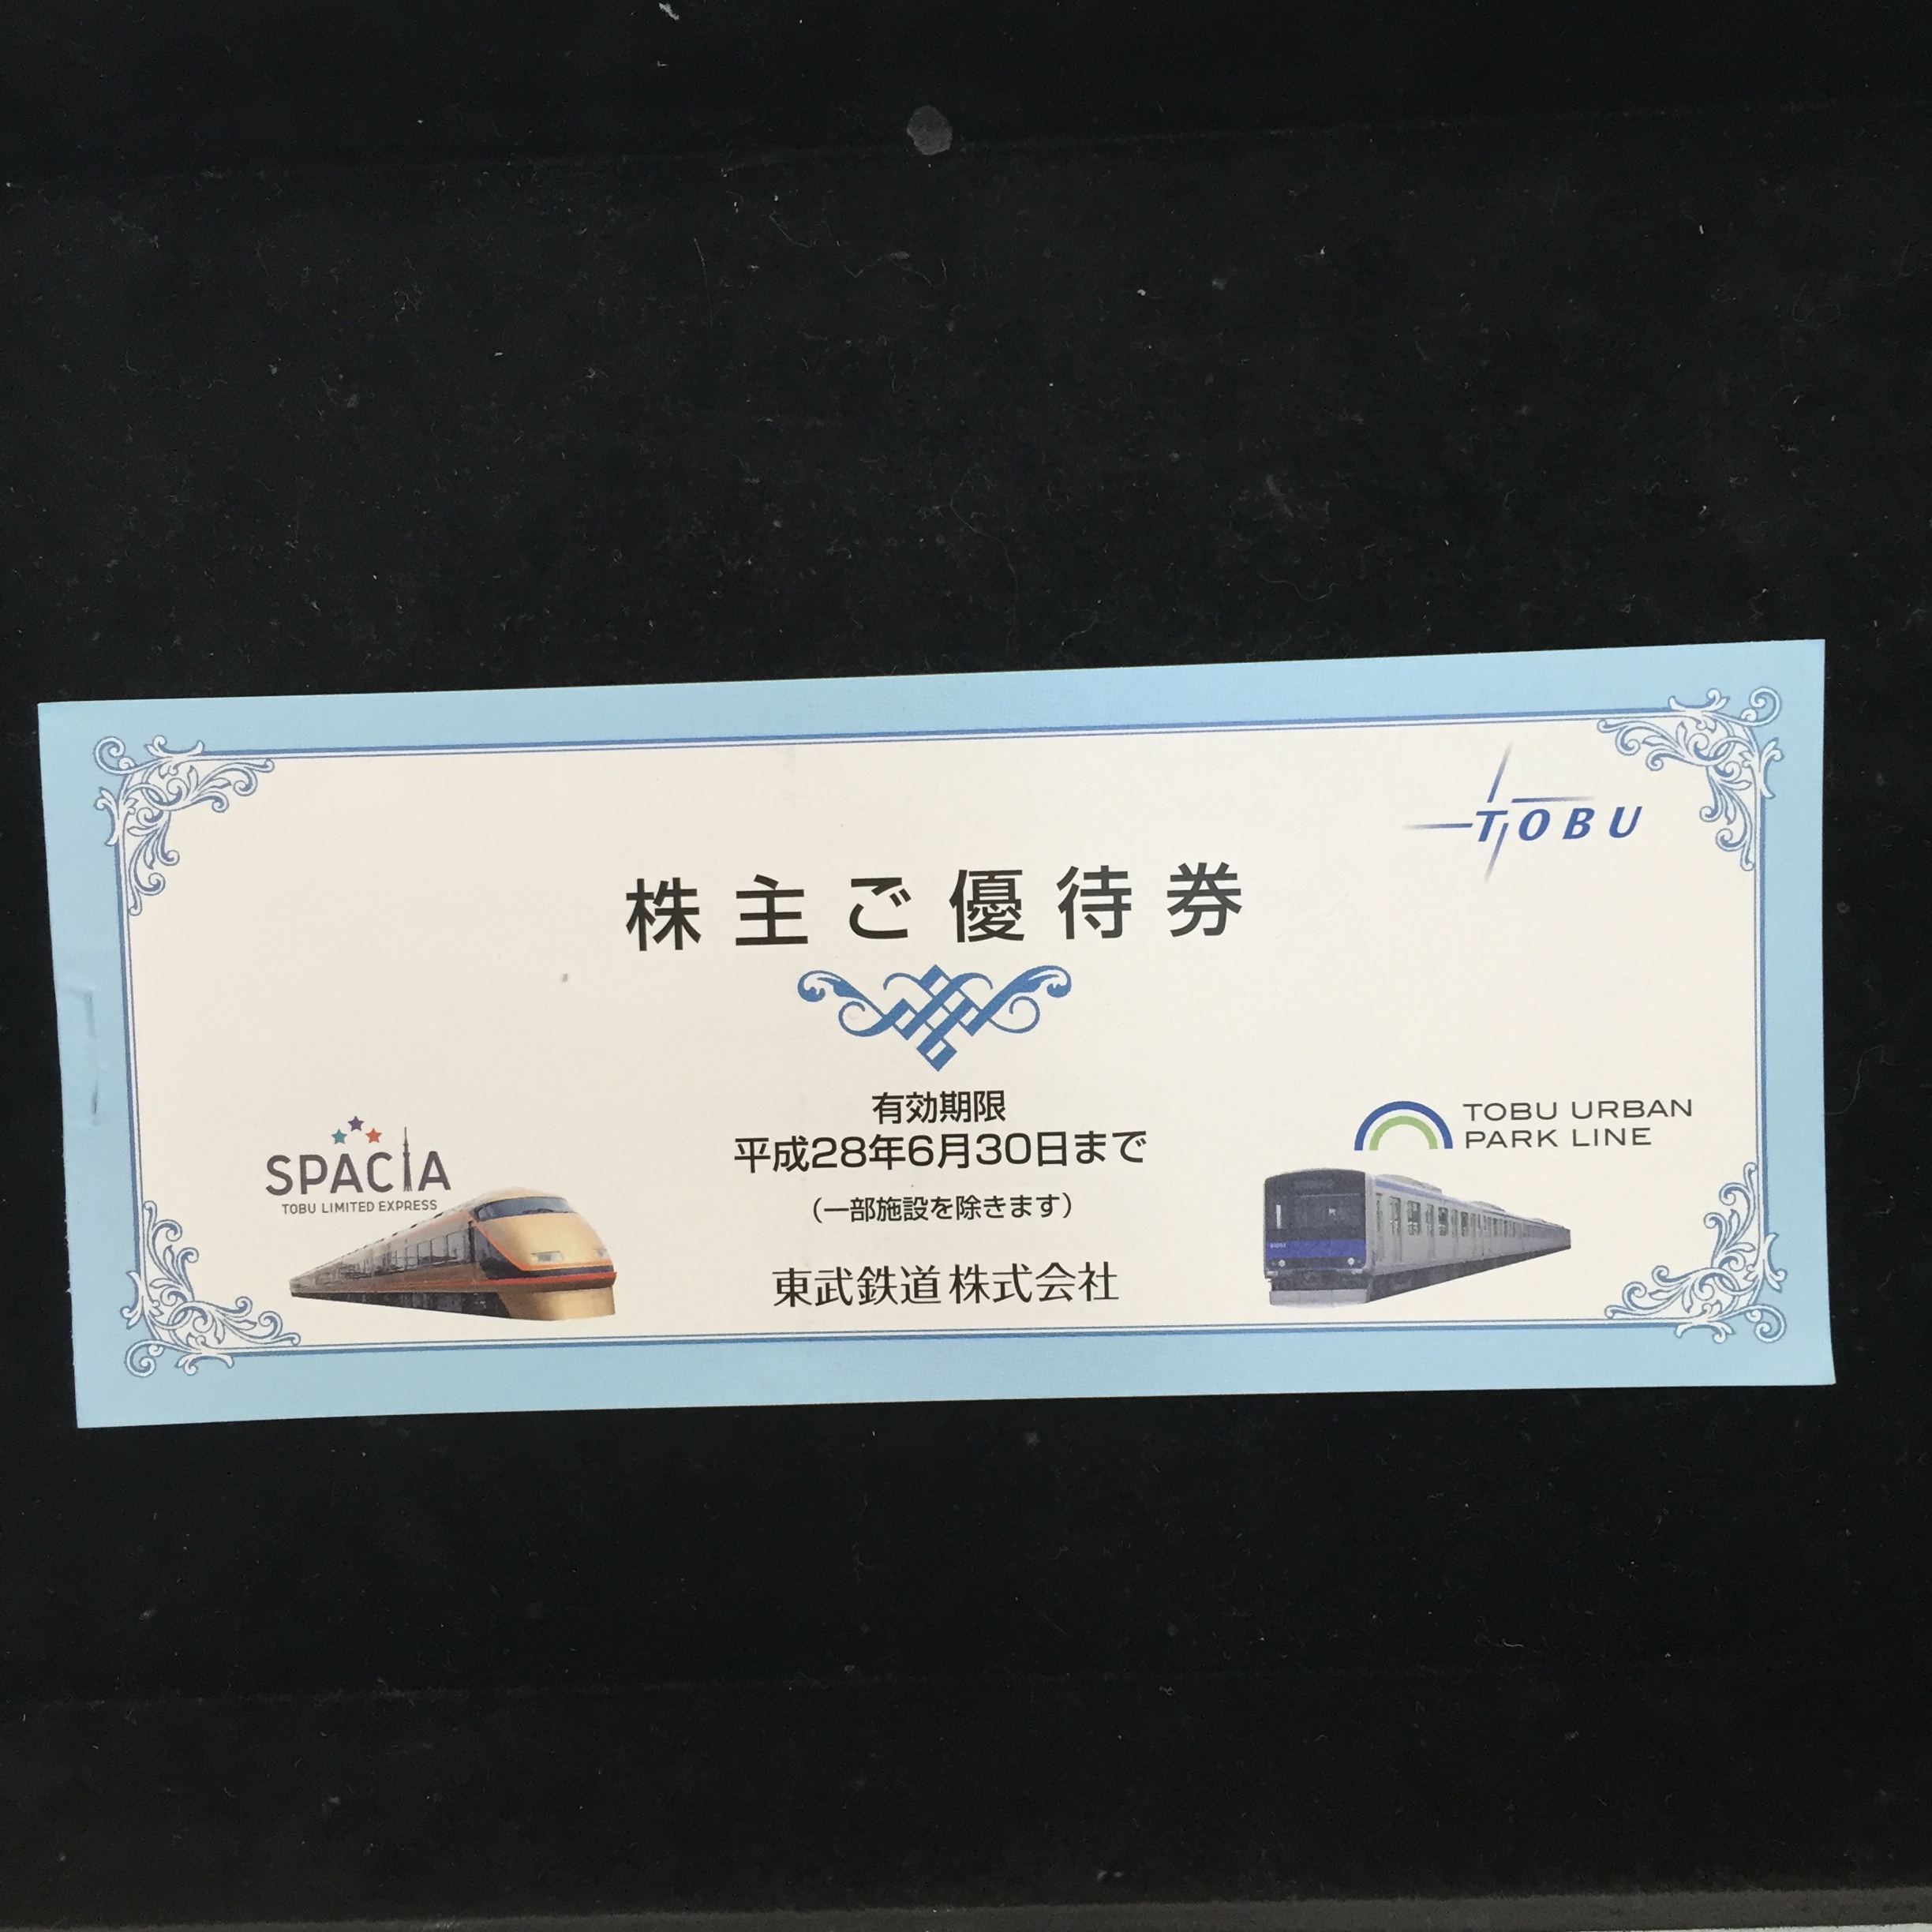 TOBU
株主ご優待券
有効期限
平成28年6月30日まで
(一部施設を除きます)
東武鉄道株式会社
SPACIA
TOBU LIMITED EXPRESS
TOBU URBAN
PARK LINE